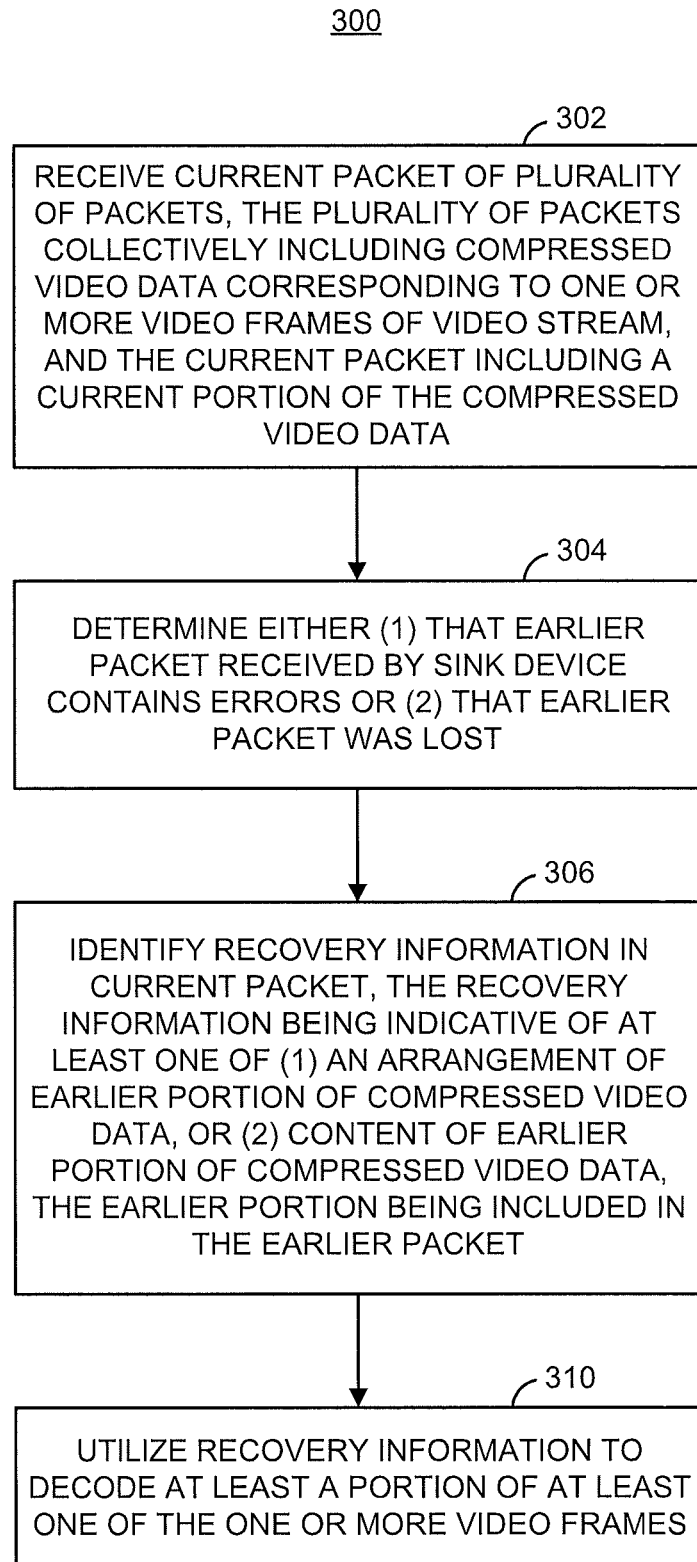 300
302
RECEIVE CURRENT PACKET OF PLURALITY
OF PACKETS, THE PLURALITY OF PACKETS
COLLECTIVELY INCLUDING COMPRESSED
VIDEO DATA CORRESPONDING TO ONE OR
MORE VIDEO FRAMES OF VIDEO STREAM,
AND THE CURRENT PACKET INCLUDING A
CURRENT PORTION OF THE COMPRESSED
VIDEO DATA
304
DETERMINE EITHER (1) THAT EARLIER
PACKET RECEIVED BY SINK DEVICE
CONTAINS ERRORS OR (2) THAT EARLIER
PACKET WAS LOST
306
IDENTIFY RECOVERY INFORMATION IN
CURRENT PACKET, THE RECOVERY
INFORMATION BEING INDICATIVE OF AT
LEAST ONE OF (1) AN ARRANGEMENT OF
EARLIER PORTION OF COMPRESSED VIDEO
DATA, OR (2) CONTENT OF EARLIER
PORTION OF COMPRESSED VIDEO DATA,
THE EARLIER PORTION BEING INCLUDED IN
THE EARLIER PACKET
310
UTILIZE RECOVERY INFORMATION TO
DECODE AT LEAST A PORTION OF AT LEAST
ONE OF THE ONE OR MORE VIDEO FRAMES